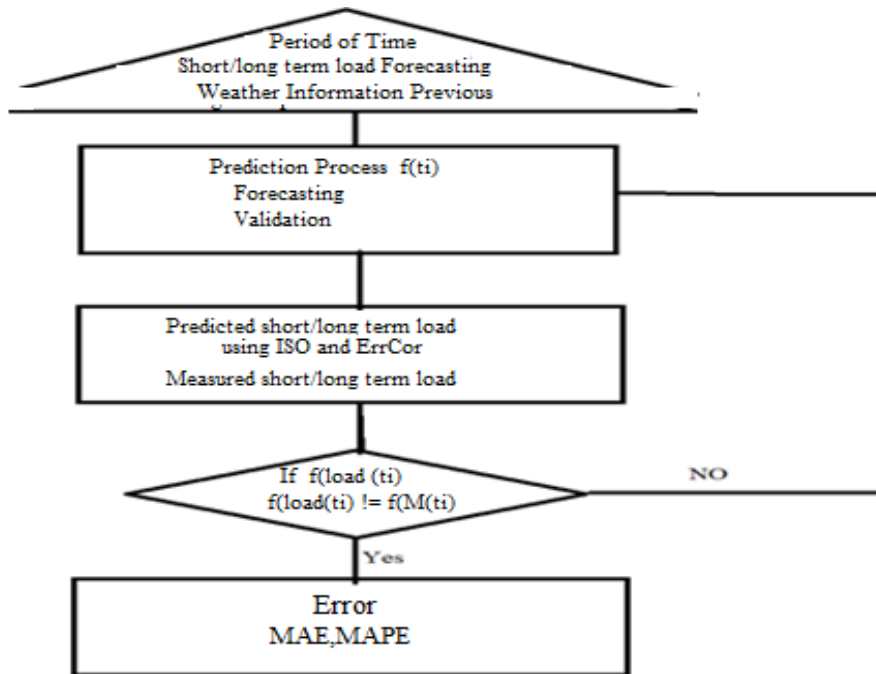 Period of Time
Short/long term load Forecasting
Weather Information Previous
Prediction Process f(ti)
Forecasting
Validation
Predicted short/long term load
using ISO and ErrCor
Measured short/long term load
If f(load (ti)
f(load(ti) != f(M(ti)
NO
Yes
Error
MAE,MAPE